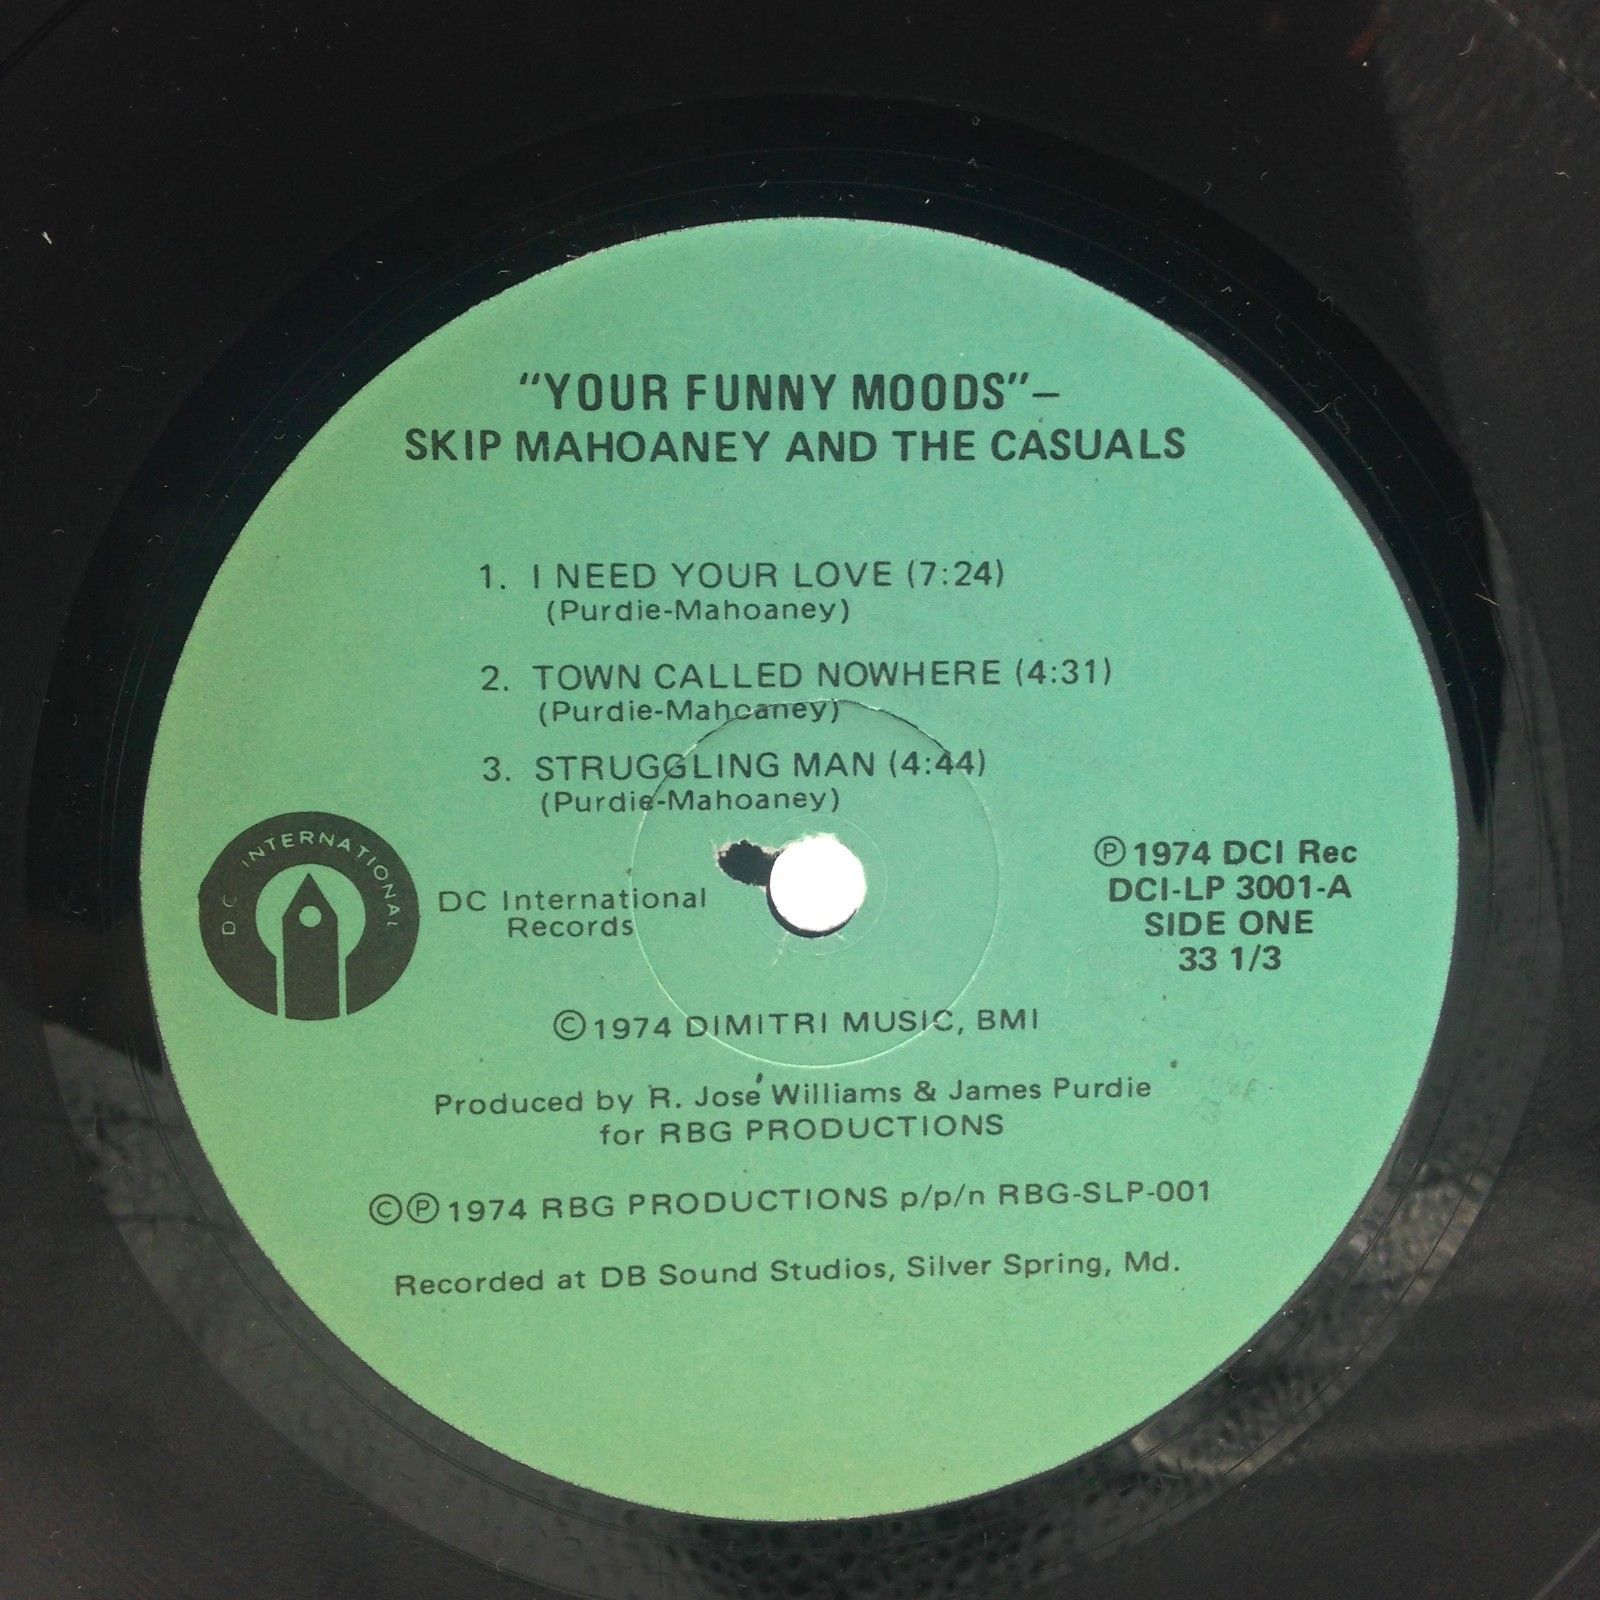 "YOUR FUNNY MOODS"–
SKIP MAHOANEY AND THE CASUALS
1. I NEED YOUR LOVE (7:24)
(Purdie-Mahoaney)
2. TOWN CALLED NOWHERE (4:31)
(Purdie-Mahoaney)
3. STRUGGLING MAN (4:44)
(Purdie-Mahoaney)
DC INTERNATIONAL
DC International
Records
Ⓟ1974 DCI Rec
DCI-LP 3001-A
SIDE ONE
33 1/3
©1974 DIMITRI MUSIC, BMI
Produced by R. José Williams & James Purdie
for RBG PRODUCTIONS
©Ⓟ1974 RBG PRODUCTIONS p/p/n RBG-SLP-001
Recorded at DB Sound Studios, Silver Spring, Md.